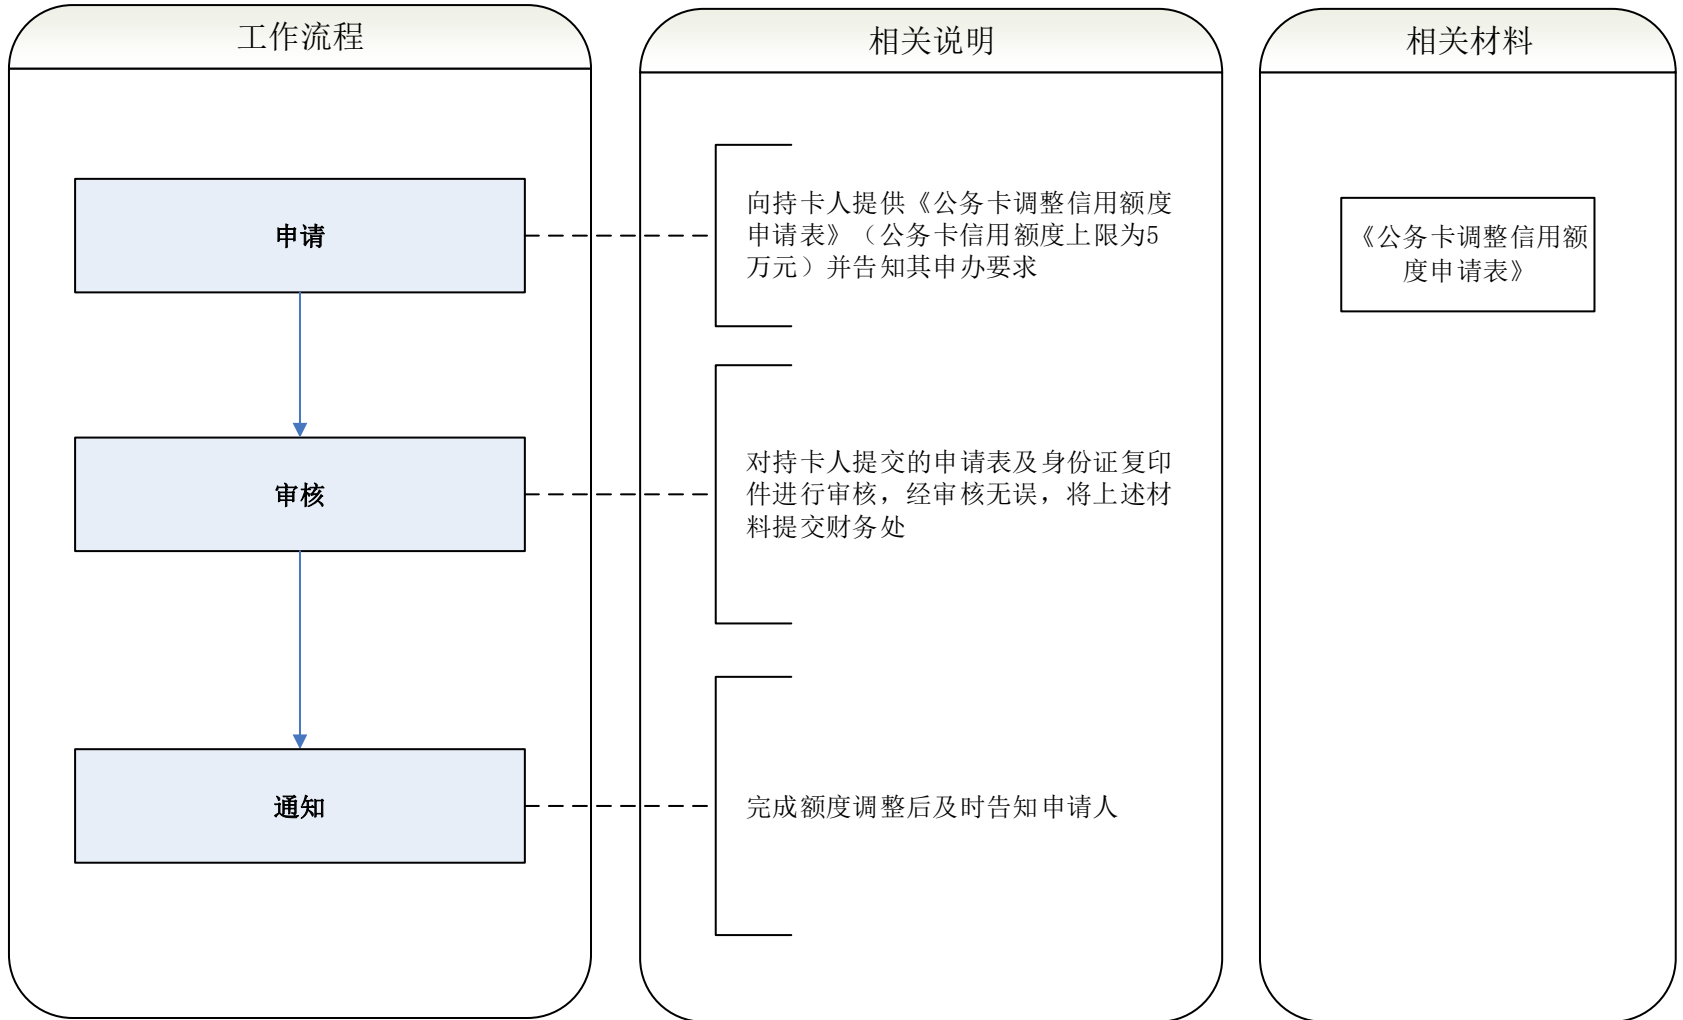 工作流程
相关说明
相关材料
申请
向持卡人提供《公务卡调整信用额度
申请表》（公务卡信用额度上限为5
万元）并告知其申办要求
《公务卡调整信用额
度申请表》
审核
对持卡人提交的申请表及身份证复印
件进行审核，经审核无误，将上述材
料提交财务处
通知
完成额度调整后及时告知申请人